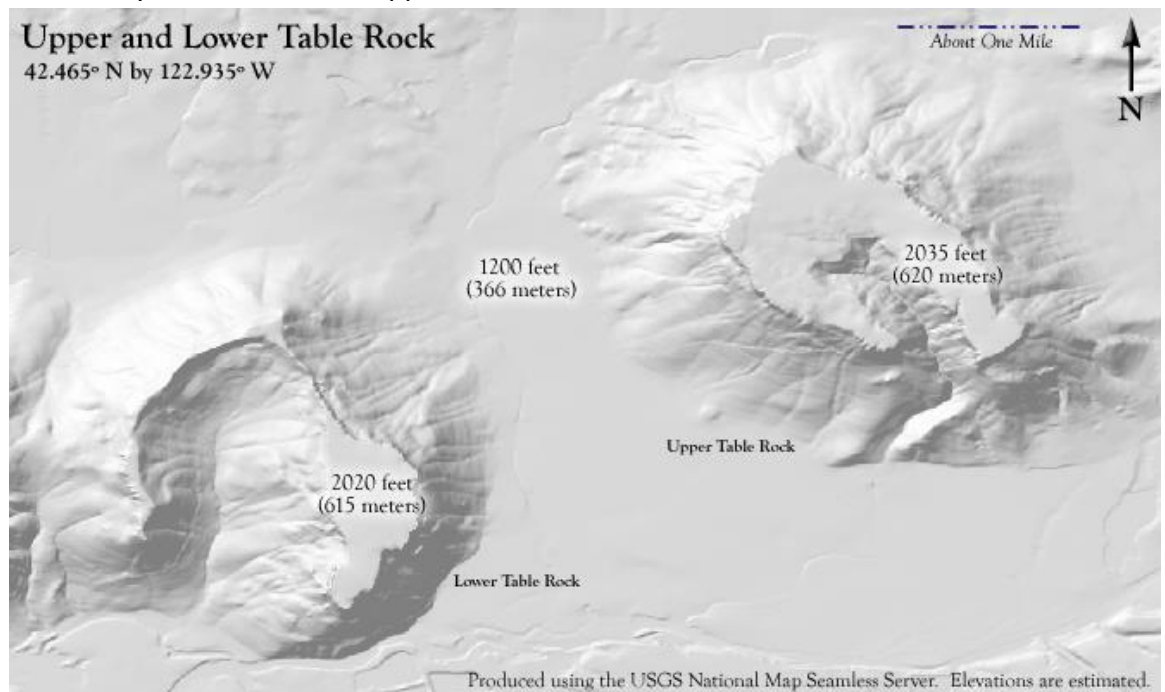 Upper and Lower Table Rock
42.465º N by 122.935º W
About One Mile
N
1200 feet
(366 meters)
2035 feet
(620 meters)
Upper Table Rock
2020 feet
(615 meters)
Lower Table Rock
Produced using the USGS National Map Seamless Server. Elevations are estimated.